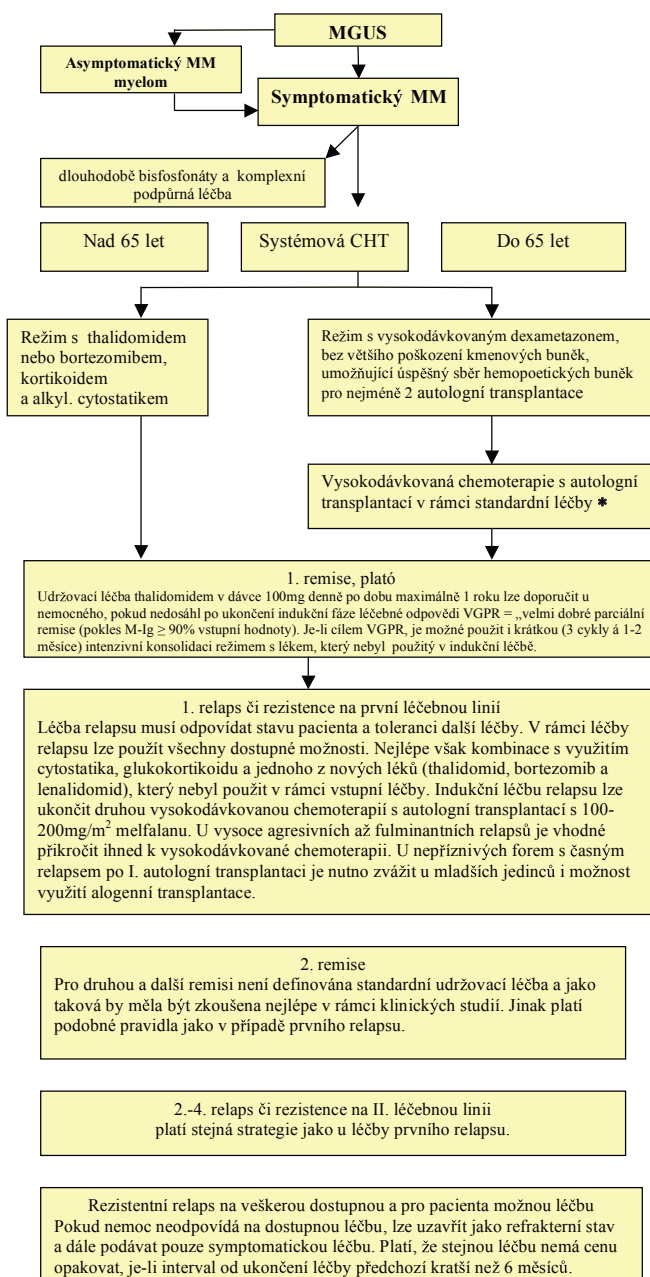 MGUS
Asymptomatický MM
myelom
Symptomatický MM
dlouhodobě bisfosfonáty a komplexní
podpůrná léčba
Nad 65 let
Systémová CHT
Do 65 let
Režim s thalidomidem
nebo bortezomibem,
kortikoidem
a alkyl. cytostatikem
Režim s vysokodávkovaným dexametazonem,
bez většího poškození kmenových buněk,
umožňující úspěšný sběr hemopoetických buněk
pro nejméně 2 autologní transplantace
Vysokodávkovaná chemoterapie s autologní
transplantací v rámci standardní léčby *
1. remise, plató
Udržovací léčba thalidomidem v dávce 100mg denně po dobu maximálně 1 roku lze doporučit u
nemocného, pokud nedosáhl po ukončení indukční fáze léčebné odpovědi VGPR = „velmi dobré parciální
remise (pokles M-Ig ≥ 90% vstupní hodnoty). Je-li cílem VGPR, je možné použit i krátkou (3 cykly á 1-2
měsíce) intenzivní konsolidaci režimem s lékem, který nebyl použitý v indukční léčbě.
1. relaps či rezistence na první léčebnou linií
Léčba relapsu musí odpovídat stavu pacienta a toleranci další léčby. V rámci léčby
relapsu lze použít všechny dostupné možnosti. Nejlépe však kombinace s využitím
cytostatika, glukokortikoidu a jednoho z nových léků (thalidomid, bortezomib a
lenalidomid), který nebyl použit v rámci vstupní léčby. Indukční léčbu relapsu lze
ukončit druhou vysokodávkovanou chemoterapií s autologní transplantací s 100-
200mg/m² melfalanu. U vysoce agresivních až fulminantních relapsů je vhodné
přikročit ihned k vysokodávkované chemoterapii. U nepříznivých forem s časným
relapsem po I. autologní transplantaci je nutno zvážit u mladších jedinců i možnost
využití alogenní transplantace.
2. remise
Pro druhou a další remisi není definována standardní udržovací léčba a jako
taková by měla být zkoušena nejlépe v rámci klinických studií. Jinak platí
podobné pravidla jako v případě prvního relapsu.
2.-4. relaps či rezistence na II. léčebnou linii
platí stejná strategie jako u léčby prvního relapsu.
Rezistentní relaps na veškerou dostupnou a pro pacienta možnou léčbu
Pokud nemoc neodpovídá na dostupnou léčbu, lze uzavřít jako refrakterní stav
a dále podávat pouze symptomatickou léčbu. Platí, že stejnou léčbu nemá cenu
opakovat, je-li interval od ukončení léčby předchozí kratší než 6 měsíců.